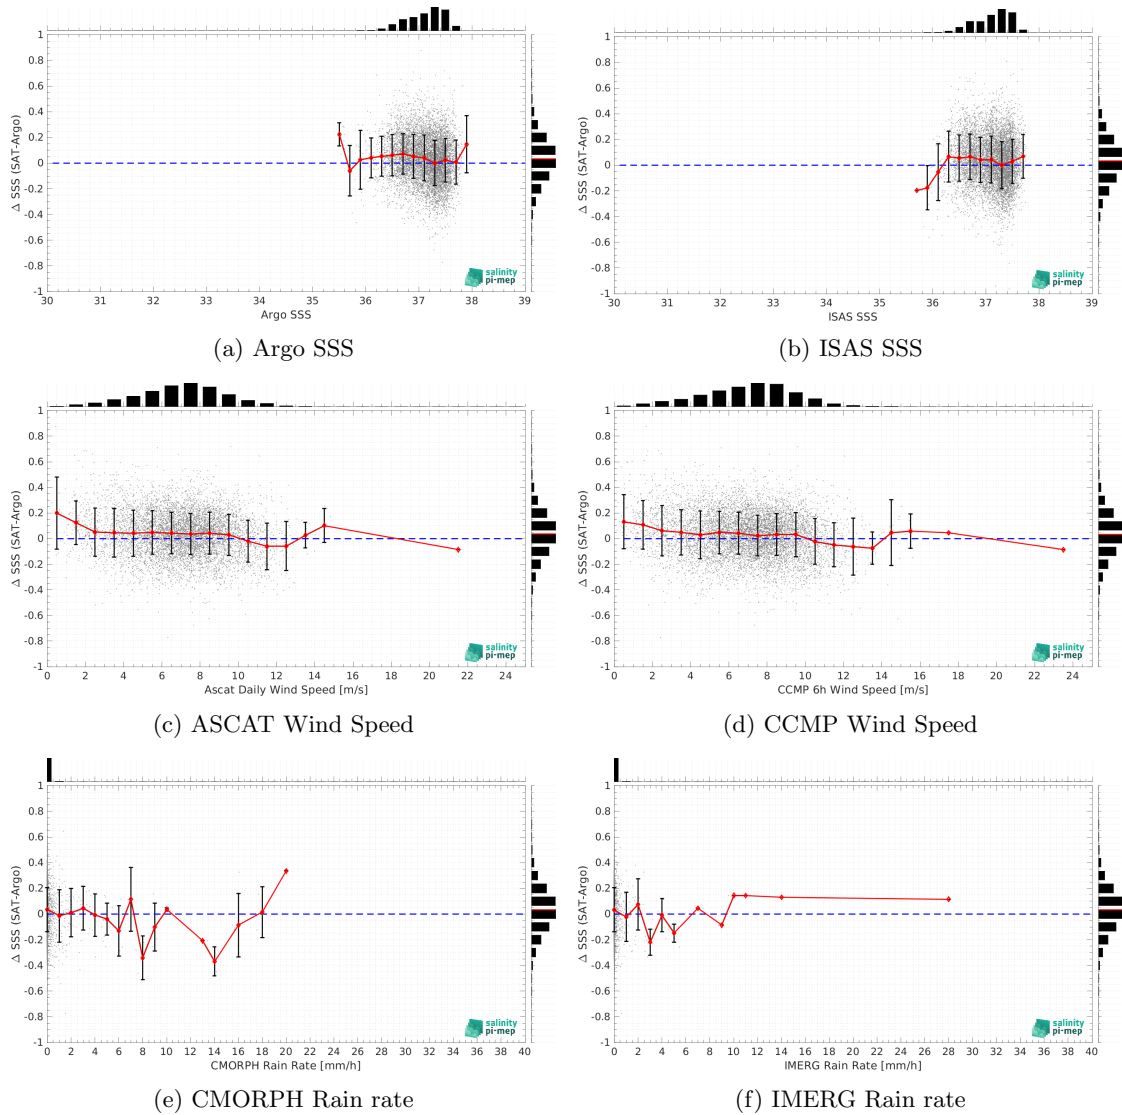 1
0.8
0.6
0.4
0.2
0
-0.2
-0.4
-0.6
-0.8
-1
Δ SSS (SAT-Argo)
30 31 32 33 34 35 36 37 38 39
Argo SSS
salinity
pi-mep
(a) Argo SSS
1
0.8
0.6
0.4
0.2
0
-0.2
-0.4
-0.6
-0.8
-1
Δ SSS (SAT-Argo)
30 31 32 33 34 35 36 37 38 39
ISAS SSS
salinity
pi-mep
(b) ISAS SSS
1
0.8
0.6
0.4
0.2
0
-0.2
-0.4
-0.6
-0.8
-1
Δ SSS (SAT-Argo)
0 2 4 6 8 10 12 14 16 18 20 22 24
Ascat Daily Wind Speed [m/s]
salinity
pi-mep
(c) ASCAT Wind Speed
1
0.8
0.6
0.4
0.2
0
-0.2
-0.4
-0.6
-0.8
-1
Δ SSS (SAT-Argo)
0 2 4 6 8 10 12 14 16 18 20 22 24
CCMP 6h Wind Speed [m/s]
salinity
pi-mep
(d) CCMP Wind Speed
1
0.8
0.6
0.4
0.2
0
-0.2
-0.4
-0.6
-0.8
-1
Δ SSS (SAT-Argo)
0 2 4 6 8 10 12 14 16 18 20 22 24 26 28 30 32 34 36 38 40
CMORPH Rain Rate [mm/h]
salinity
pi-mep
(e) CMORPH Rain rate
1
0.8
0.6
0.4
0.2
0
-0.2
-0.4
-0.6
-0.8
-1
Δ SSS (SAT-Argo)
0 2 4 6 8 10 12 14 16 18 20 22 24 26 28 30 32 34 36 38 40
IMERG Rain Rate [mm/h]
salinity
pi-mep
(f) IMERG Rain rate